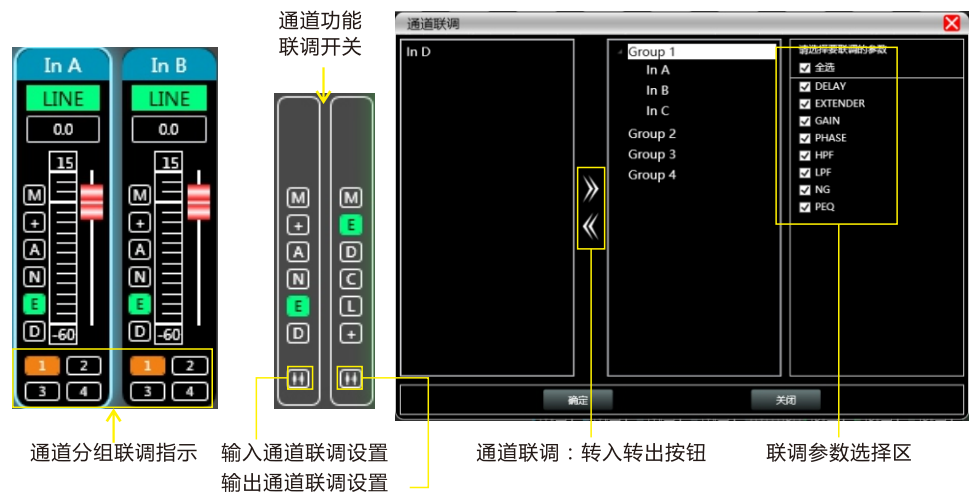 通道功能
联调开关
In A
In B
LINE
LINE
0.0
0.0
15
15
M
+
A
N
E
D
-60
M
+
A
N
E
D
-60
1
2
3
4
1
2
3
4
通道分组联调指示
M
+
A
N
E
D
M
E
D
C
L
+
输入通道联调设置
输出通道联调设置
通道联调
In D
Group 1
In A
In B
In C
Group 2
Group 3
Group 4
请选择要联调的参数
全选
DELAY
EXTENDER
GAIN
PHASE
HPF
LPF
NG
PEQ
确定
关闭
通道联调：转入转出按钮
联调参数选择区